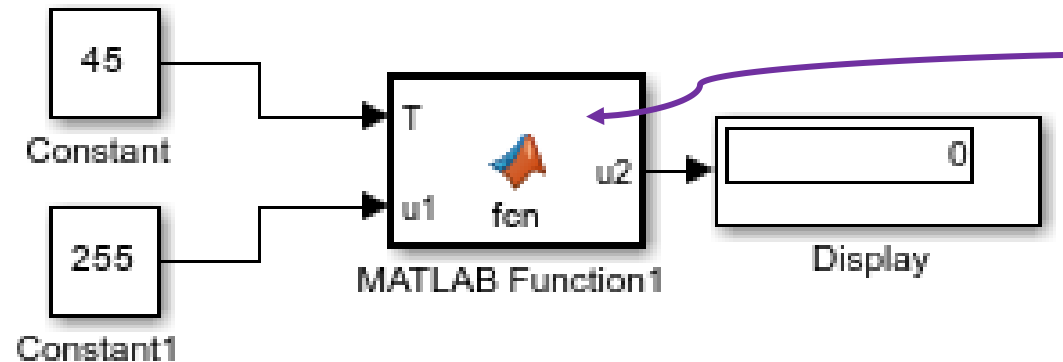 45
Constant
255
Constant1
T
u1
fcn
u2
MATLAB Function1
0
Display